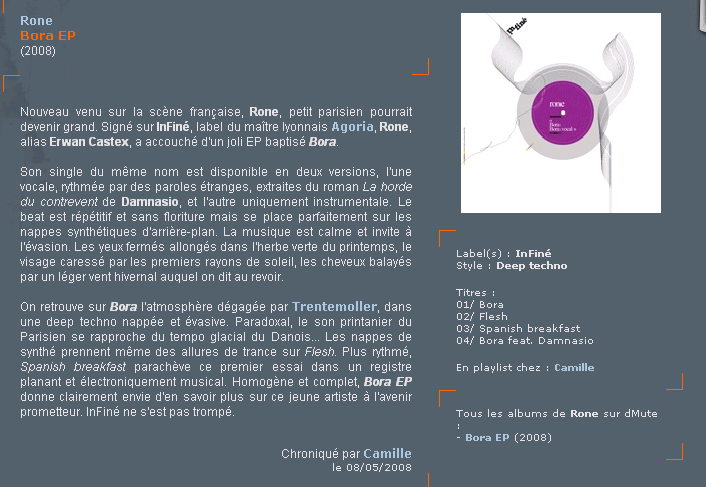 Rone
Bora EP
(2008)
Nouveau venu sur la scène française, Rone, petit parisien pourrait
devenir grand. Signé sur InFiné, label du maître lyonnais Agoria, Rone,
alias Erwan Castex, a accouché d'un joli EP baptisé Bora.
Son single du même nom est disponible en deux versions, l'une
vocale, rythmée par des paroles étranges, extraites du roman La horde
du contrevent de Damnasio, et l'autre uniquement instrumentale. Le
beat est répétitif et sans floriture mais se place parfaitement sur les
nappes synthétiques d'arrière-plan. La musique est calme et invite à
l'évasion. Les yeux fermés allongés dans l'herbe verte du printemps, le
visage caressé par les premiers rayons de soleil, les cheveux balayés
par un léger vent hivernal auquel on dit au revoir.
On retrouve sur Bora l'atmosphère dégagée par Trentemoller, dans
une deep techno nappée et évasive. Paradoxal, le son printanier du
Parisien se rapproche du tempo glacial du Danois... Les nappes de
synthé prennent même des allures de trance sur Flesh. Plus rythmé,
Spanish breakfast parachève ce premier essai dans un registre
planant et électroniquement musical. Homogène et complet, Bora EP
donne clairement envie d'en savoir plus sur ce jeune artiste à l'avenir
prometteur. InFiné ne s'est pas trompé.
Chroniqué par Camille
le 08/05/2008
infiné
rone
Bora
Bora vocal
Label(s) : InFiné
Style : Deep techno
Titres :
01/ Bora
02/ Flesh
03/ Spanish breakfast
04/ Bora feat. Damnasio
En playlist chez : Camille
Tous les albums de Rone sur dMute
:
- Bora EP (2008)